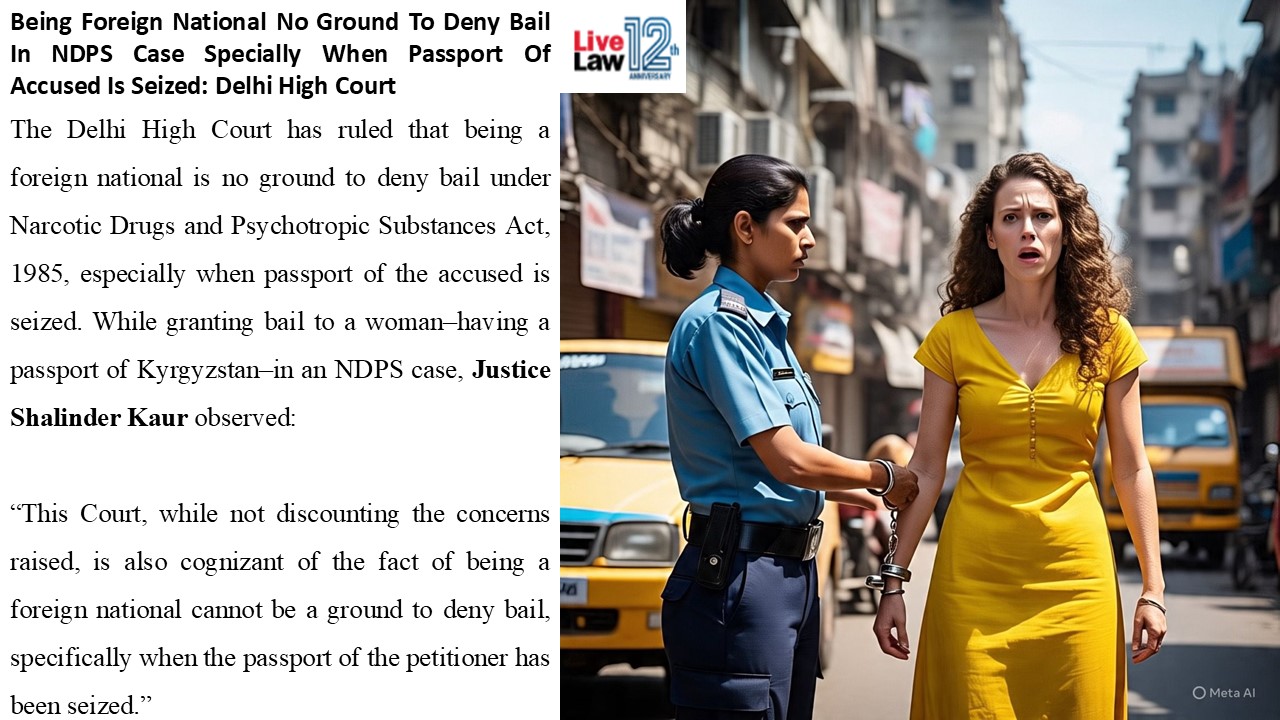 Being Foreign National No Ground To Deny Bail
In NDPS Case Specially When Passport Of
Accused Is Seized: Delhi High Court
The Delhi High Court has ruled that being a
foreign national is no ground to deny bail under
Narcotic Drugs and Psychotropic Substances Act,
1985, especially when passport of the accused is
seized. While granting bail to a woman–having a
passport of Kyrgyzstan–in an NDPS case, Justice
Shalinder Kaur observed:
“This Court, while not discounting the concerns
raised, is also cognizant of the fact of being a
foreign national cannot be a ground to deny bail,
specifically when the passport of the petitioner has
been seized.”
Live
Law
12th
ANNIVERSARY
Meta AI